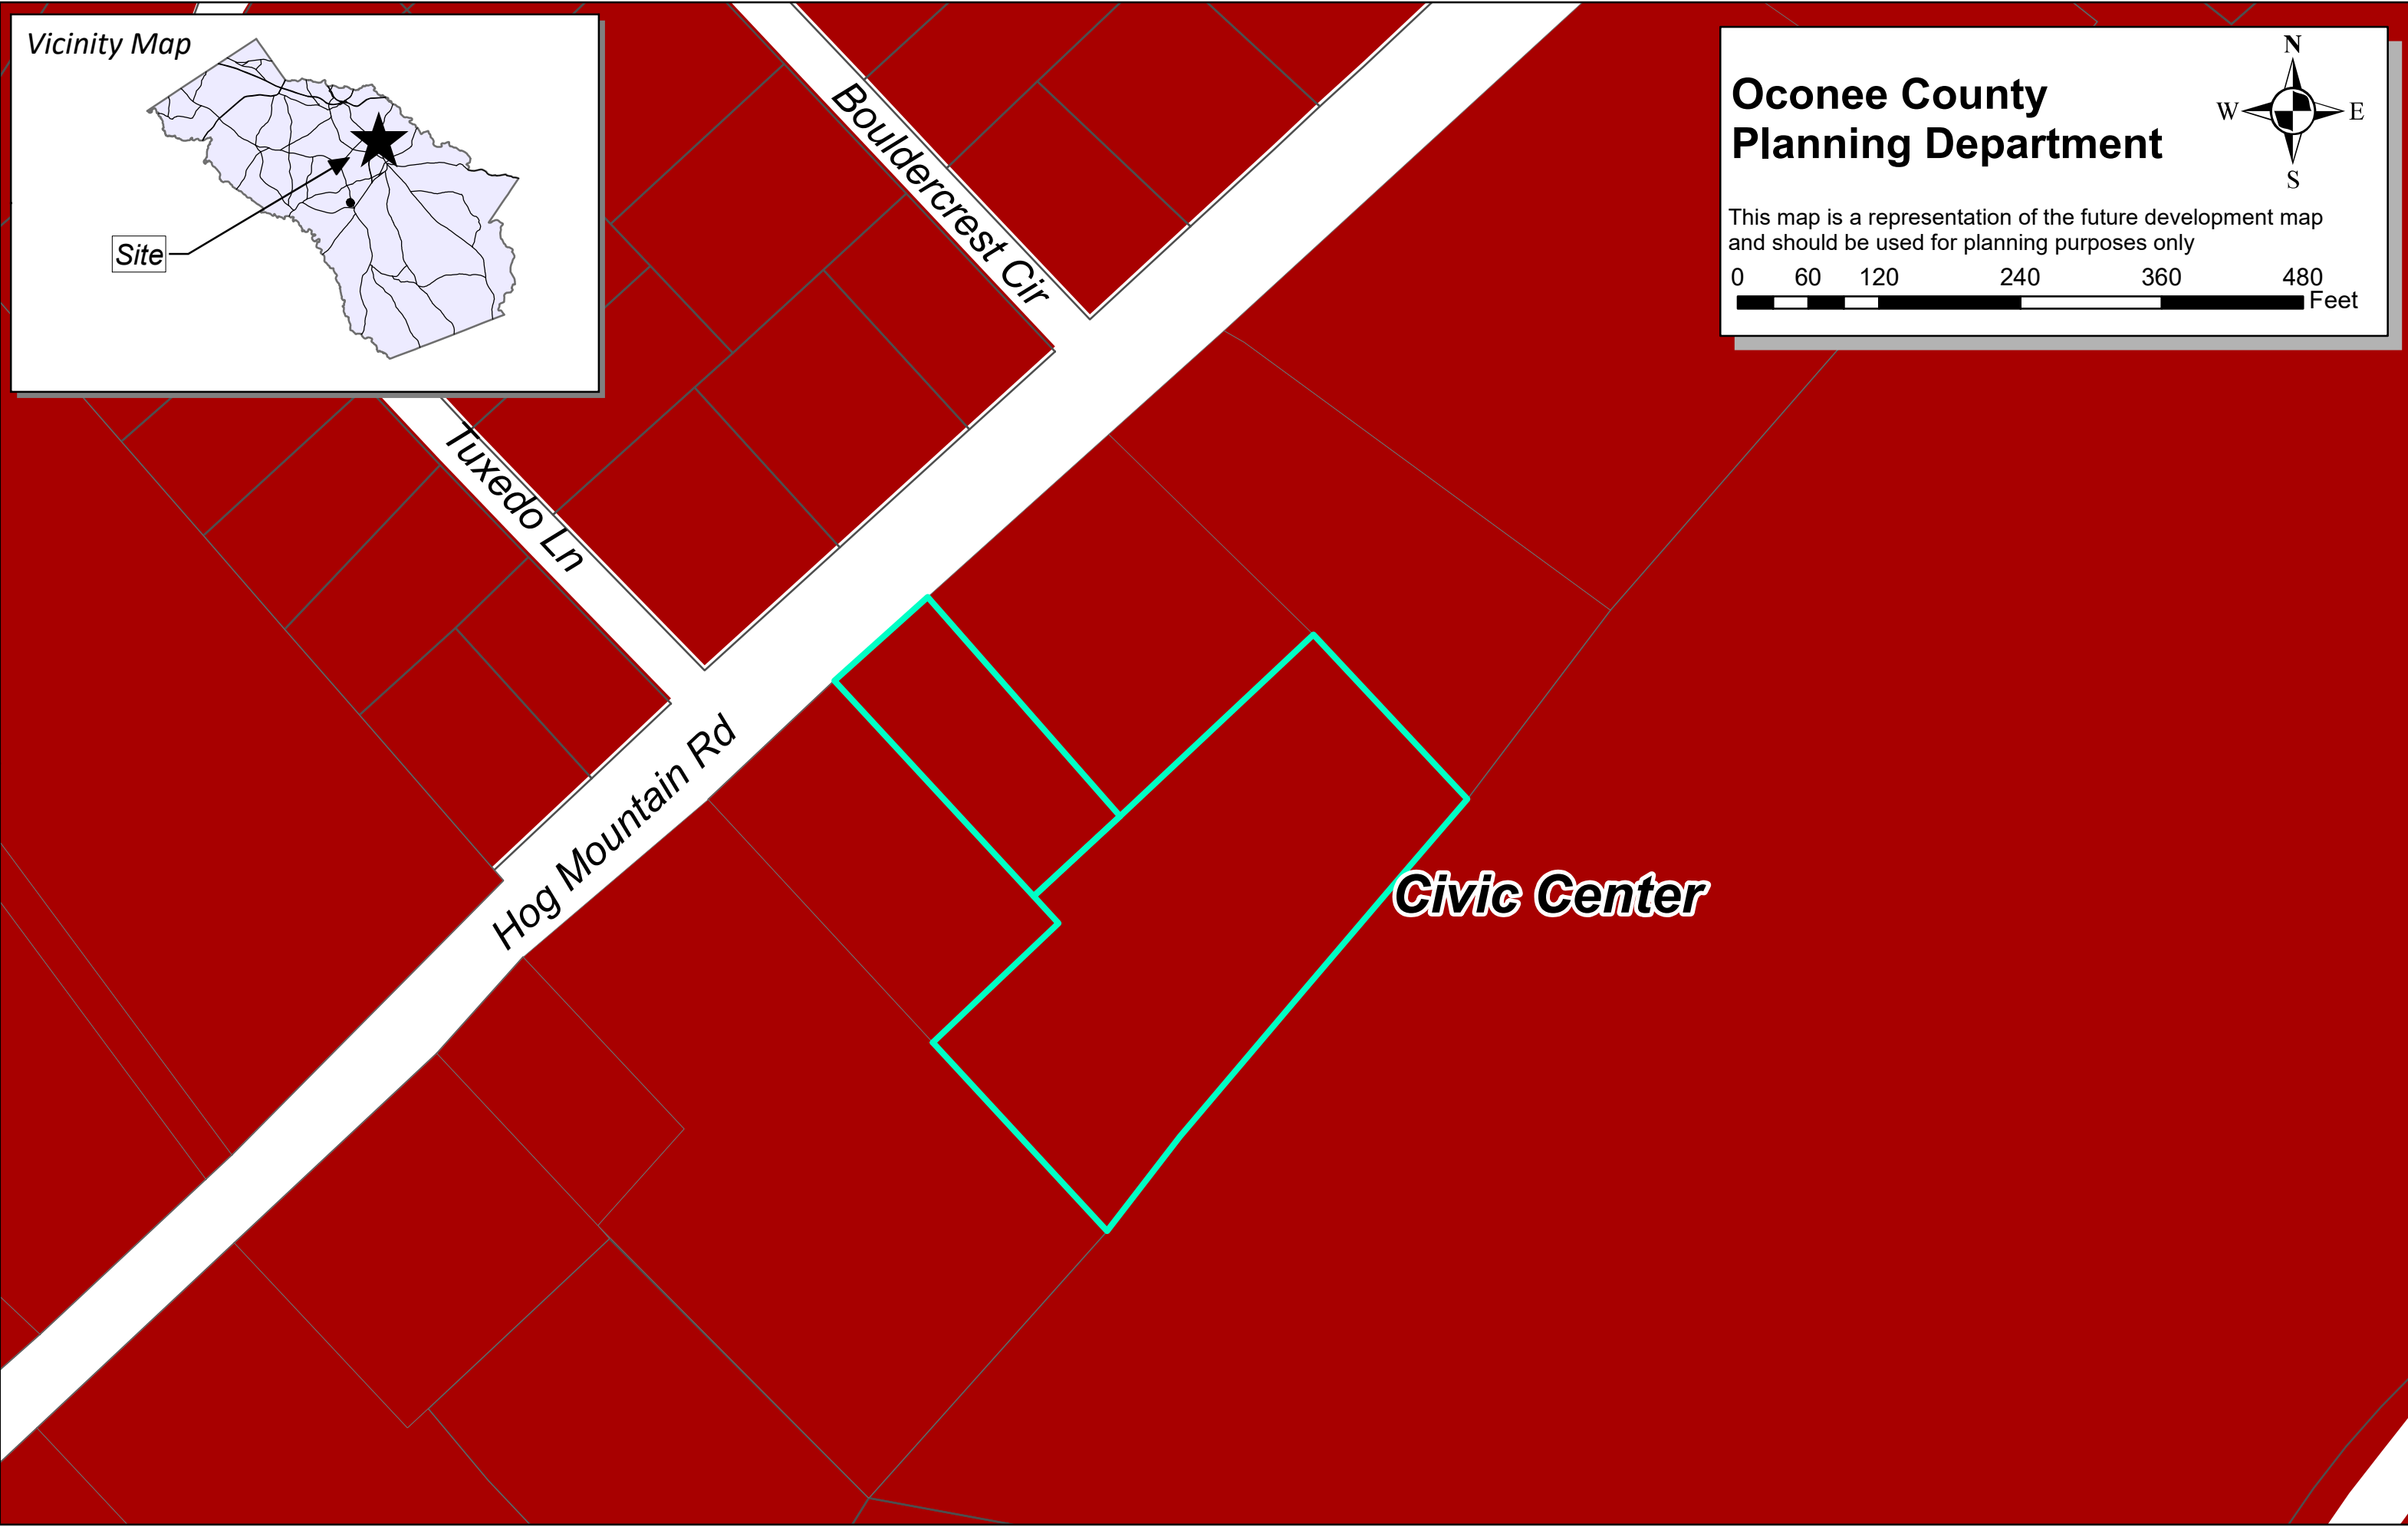 Vicinity Map
Site
Bouldercrest Cir
Tuxedo Ln
Hog Mountain Rd
Civic Center
Oconee County
Planning Department
N
W
E
S
This map is a representation of the future development map
and should be used for planning purposes only
0 60 120 240 360 480
Feet